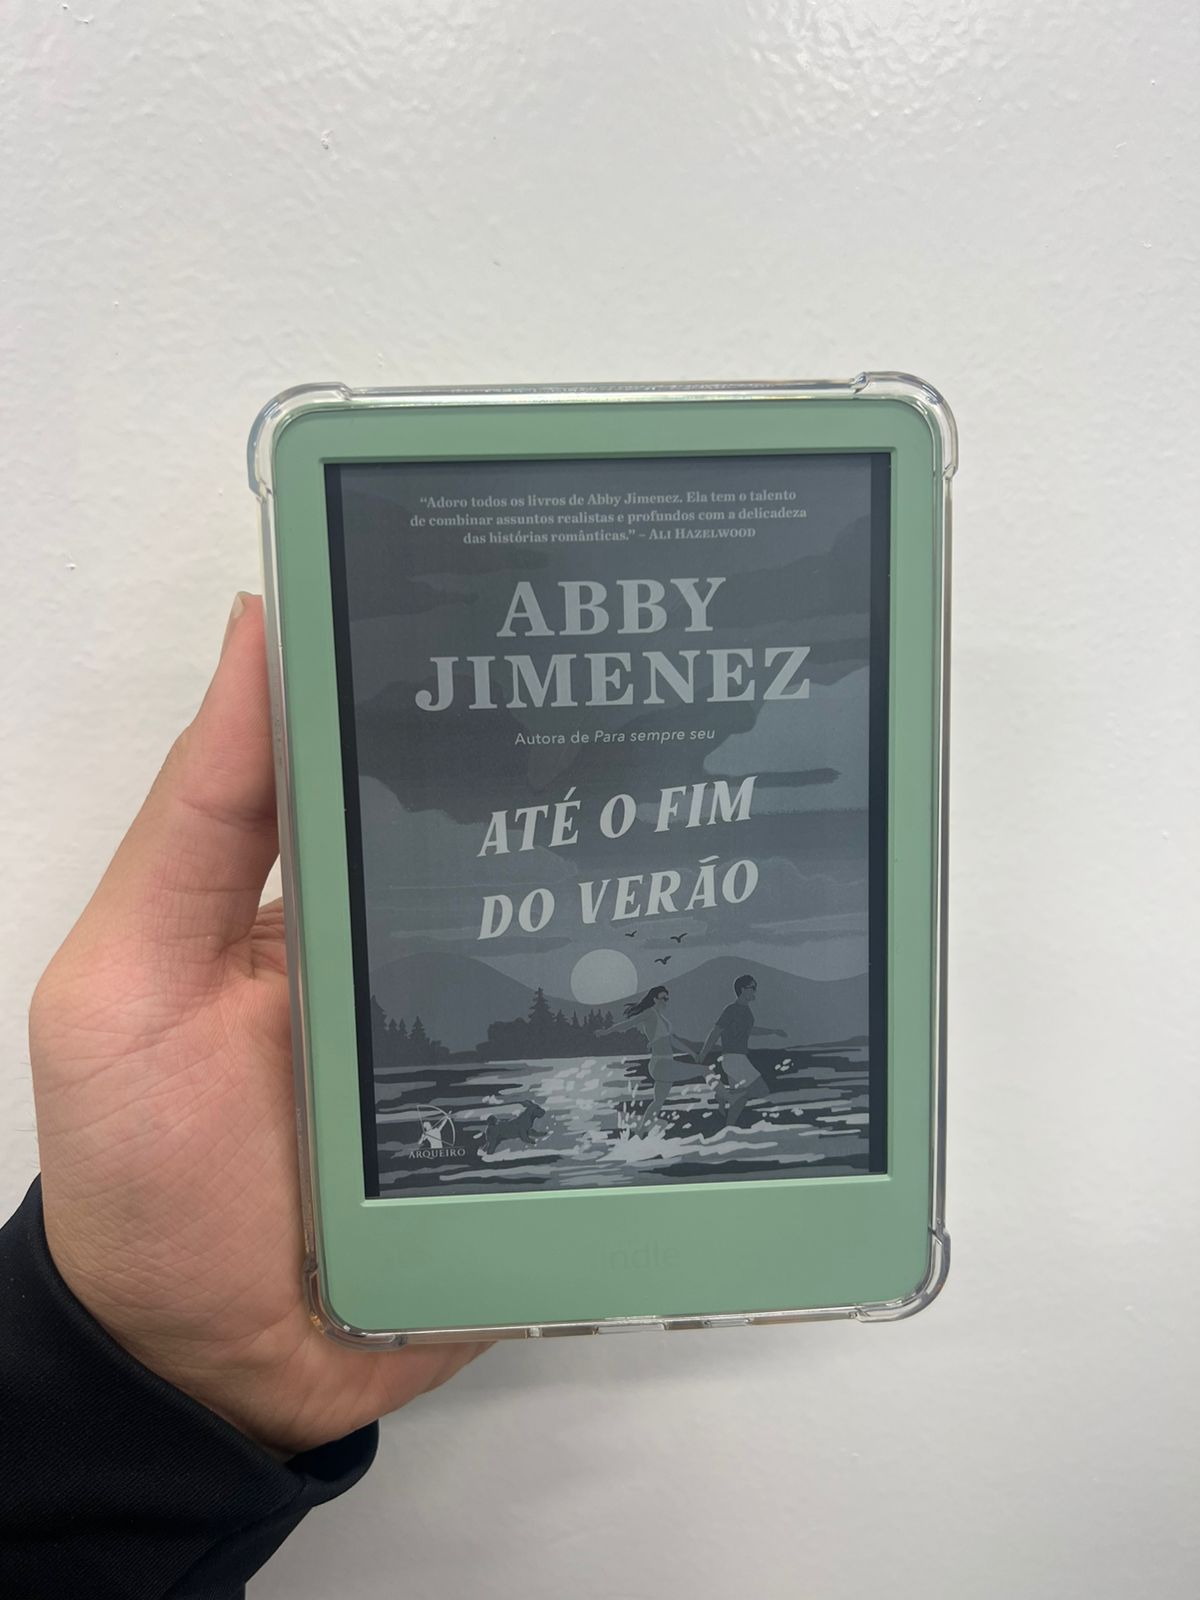 “Adoro todos os livros de Abby Jimenez. Ela tem o talento
de combinar assuntos realistas e profundos com a delicadeza
das histórias românticas.” – ALI HAZELWOOD
ABBY
JIMENEZ
Autora de Para sempre seu
ATÉ O FIM
DO VERÃO
ARQUEIRO
kindle